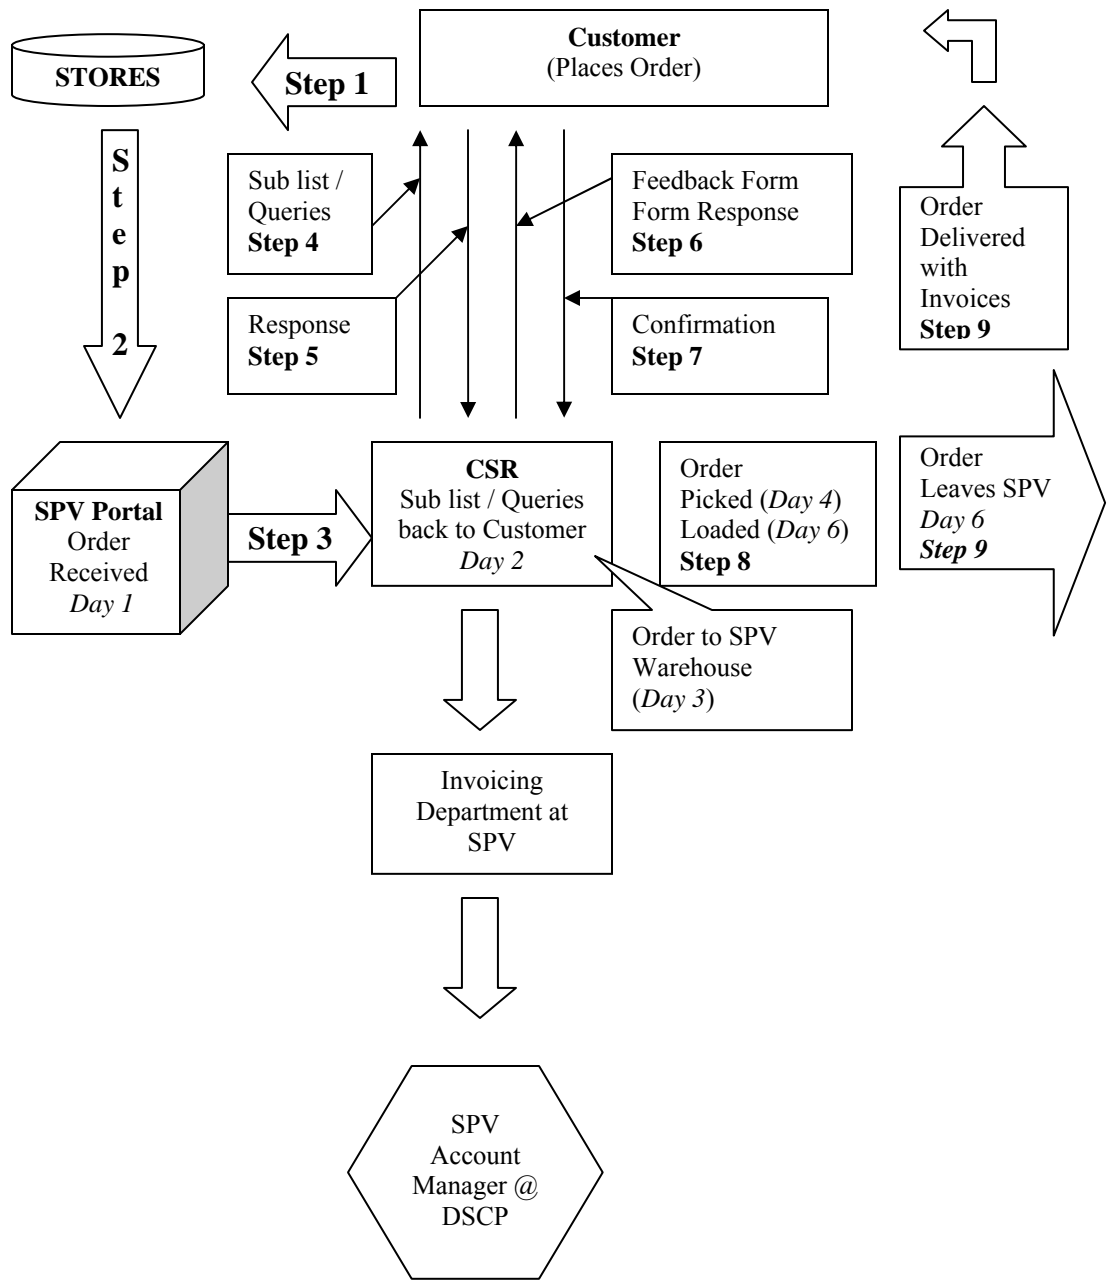 Customer
(Places Order)
STORES
Step 1
Step 2
Sub list /
Queries
Step 4
Feedback Form
Form Response
Step 6
Response
Step 5
Confirmation
Step 7
Order
Delivered
with
Invoices
Step 9
SPV Portal
Order
Received
Day 1
Step 3
CSR
Sub list / Queries
back to Customer
Day 2
Order
Picked (Day 4)
Loaded (Day 6)
Step 8
Order
Leaves SPV
Day 6
Step 9
Order to SPV
Warehouse
(Day 3)
Invoicing
Department at
SPV
SPV
Account
Manager @
DSCP